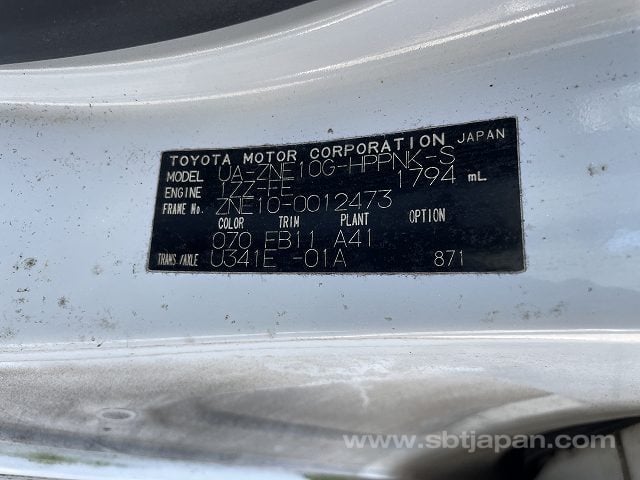 TOYOTA MOTOR CORPORATION JAPAN
MODEL UA-ZNE10G-HPPNK-S
ENGINE 1ZZ-FE 1794 mL
FRAME No. ZNE10-0012473
COLOR TRIM PLANT OPTION
070 EB11 A41
TRANS./AXLE U341E -01A 871
www.sbtjapan.com